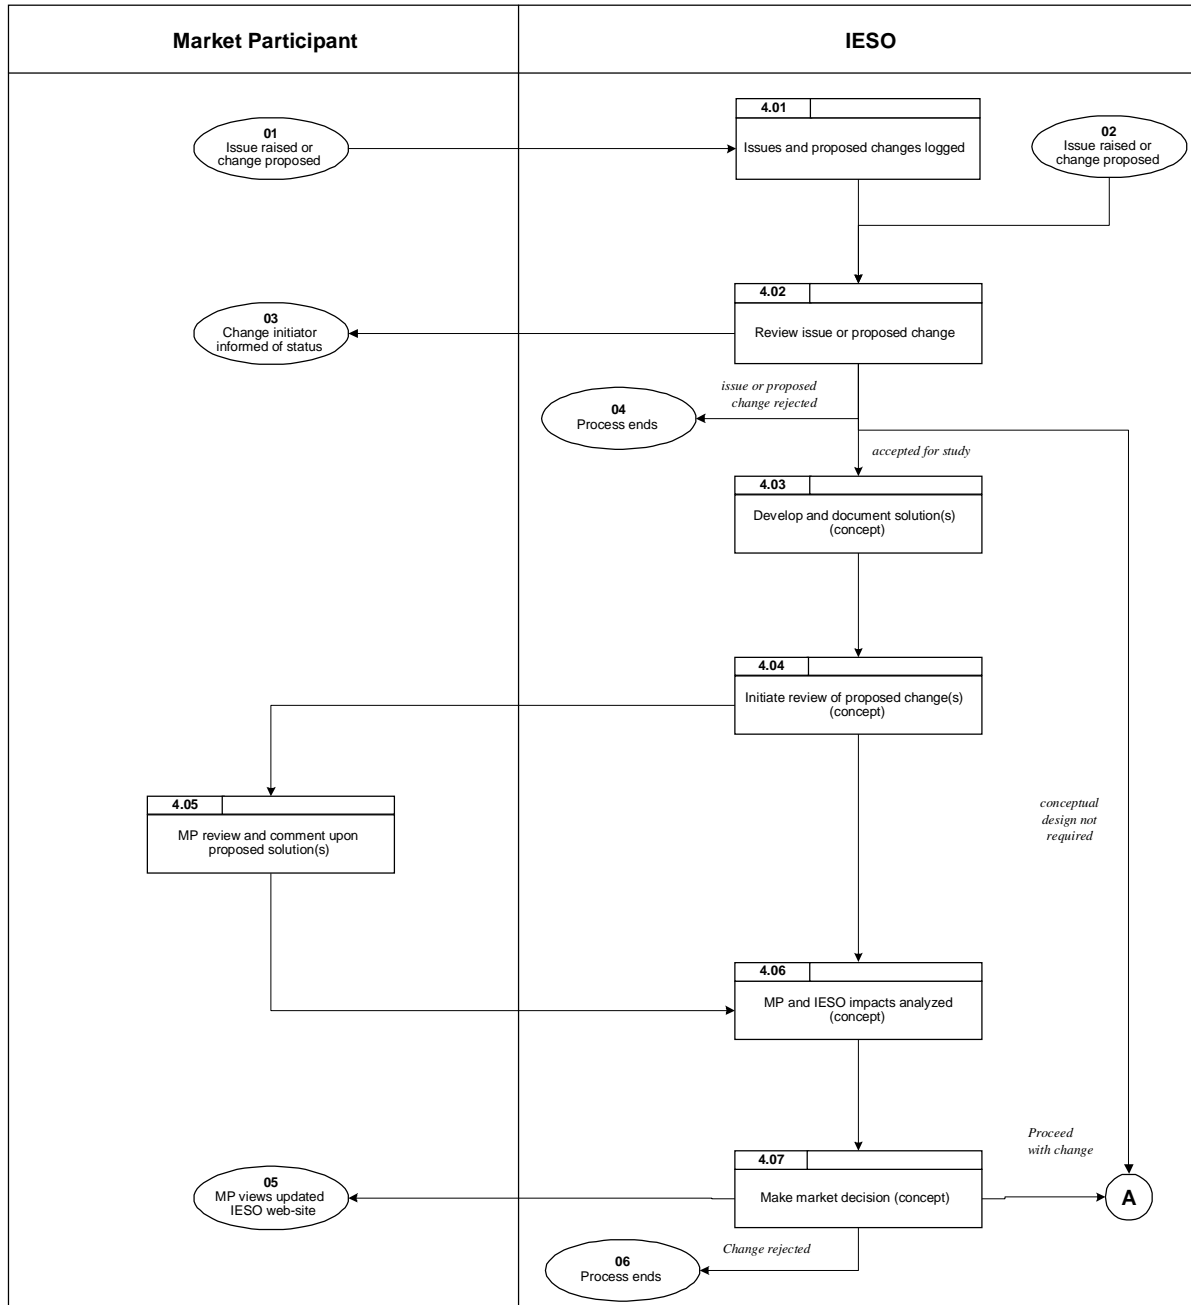 Market Participant
IESO
4.01
Issues and proposed changes logged
01
Issue raised or
change proposed
02
Issue raised or
change proposed
4.02
Review issue or proposed change
03
Change initiator
informed of status
issue or proposed
change rejected
04
Process ends
accepted for study
4.03
Develop and document solution(s)
(concept)
4.04
Initiate review of proposed change(s)
(concept)
4.05
MP review and comment upon
proposed solution(s)
conceptual
design not
required
4.06
MP and IESO impacts analyzed
(concept)
Proceed
with change
4.07
Make market decision (concept)
05
MP views updated
IESO web-site
A
Change rejected
06
Process ends